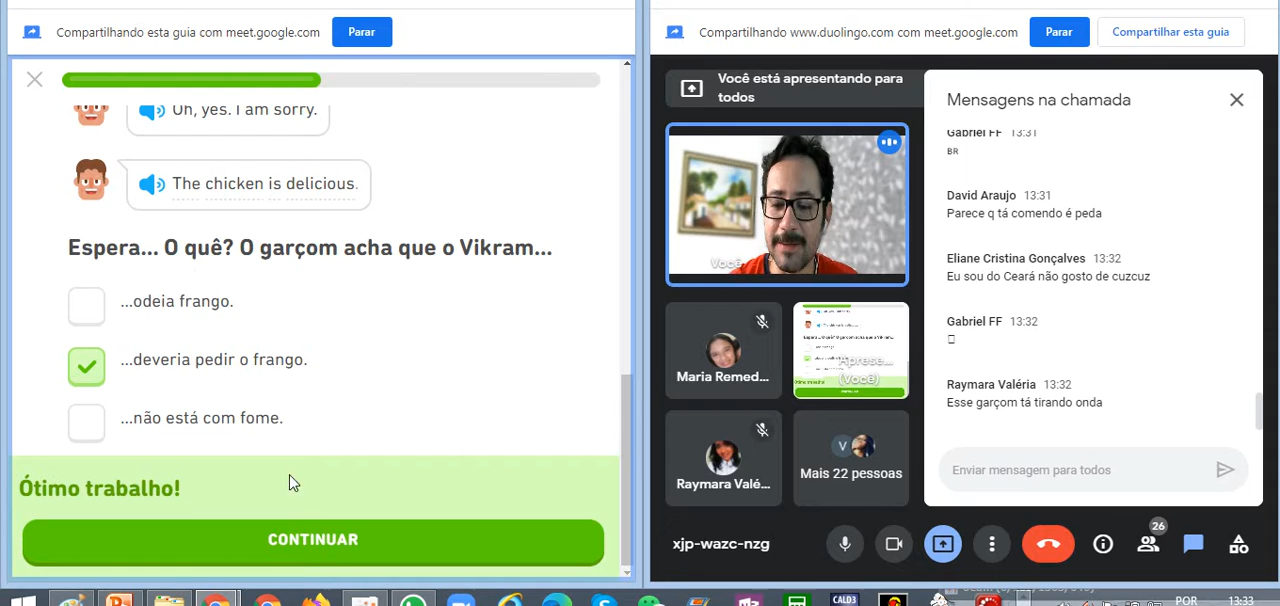 Compartilhando esta guia com meet.google.com
Parar
Oh, yes. I am sorry.
The chicken is delicious.
Espera... O quê? O garçom acha que o Vikram...
...odeia frango.
...deveria pedir o frango.
...não está com fome.
Ótimo trabalho!
CONTINUAR
Compartilhando www.duolingo.com com meet.google.com
Parar
Compartilhar esta guia
Você está apresentando para
todos
Você
Maria Remed...
Aprese...
(você)
Raymara Valé...
V
Mais 22 pessoas
xjp-wazc-nzg
Mensagens na chamada
Gabriel FF 13:31
BR
David Araujo 13:31
Parece q tá comendo é peda
Eliane Cristina Gonçalves 13:32
Eu sou do Ceará não gosto de cuzcuz
Gabriel FF 13:32
Raymara Valéria 13:32
Esse garçom tá tirando onda
Enviar mensagem para todos
26
CALD3
POR
13:33